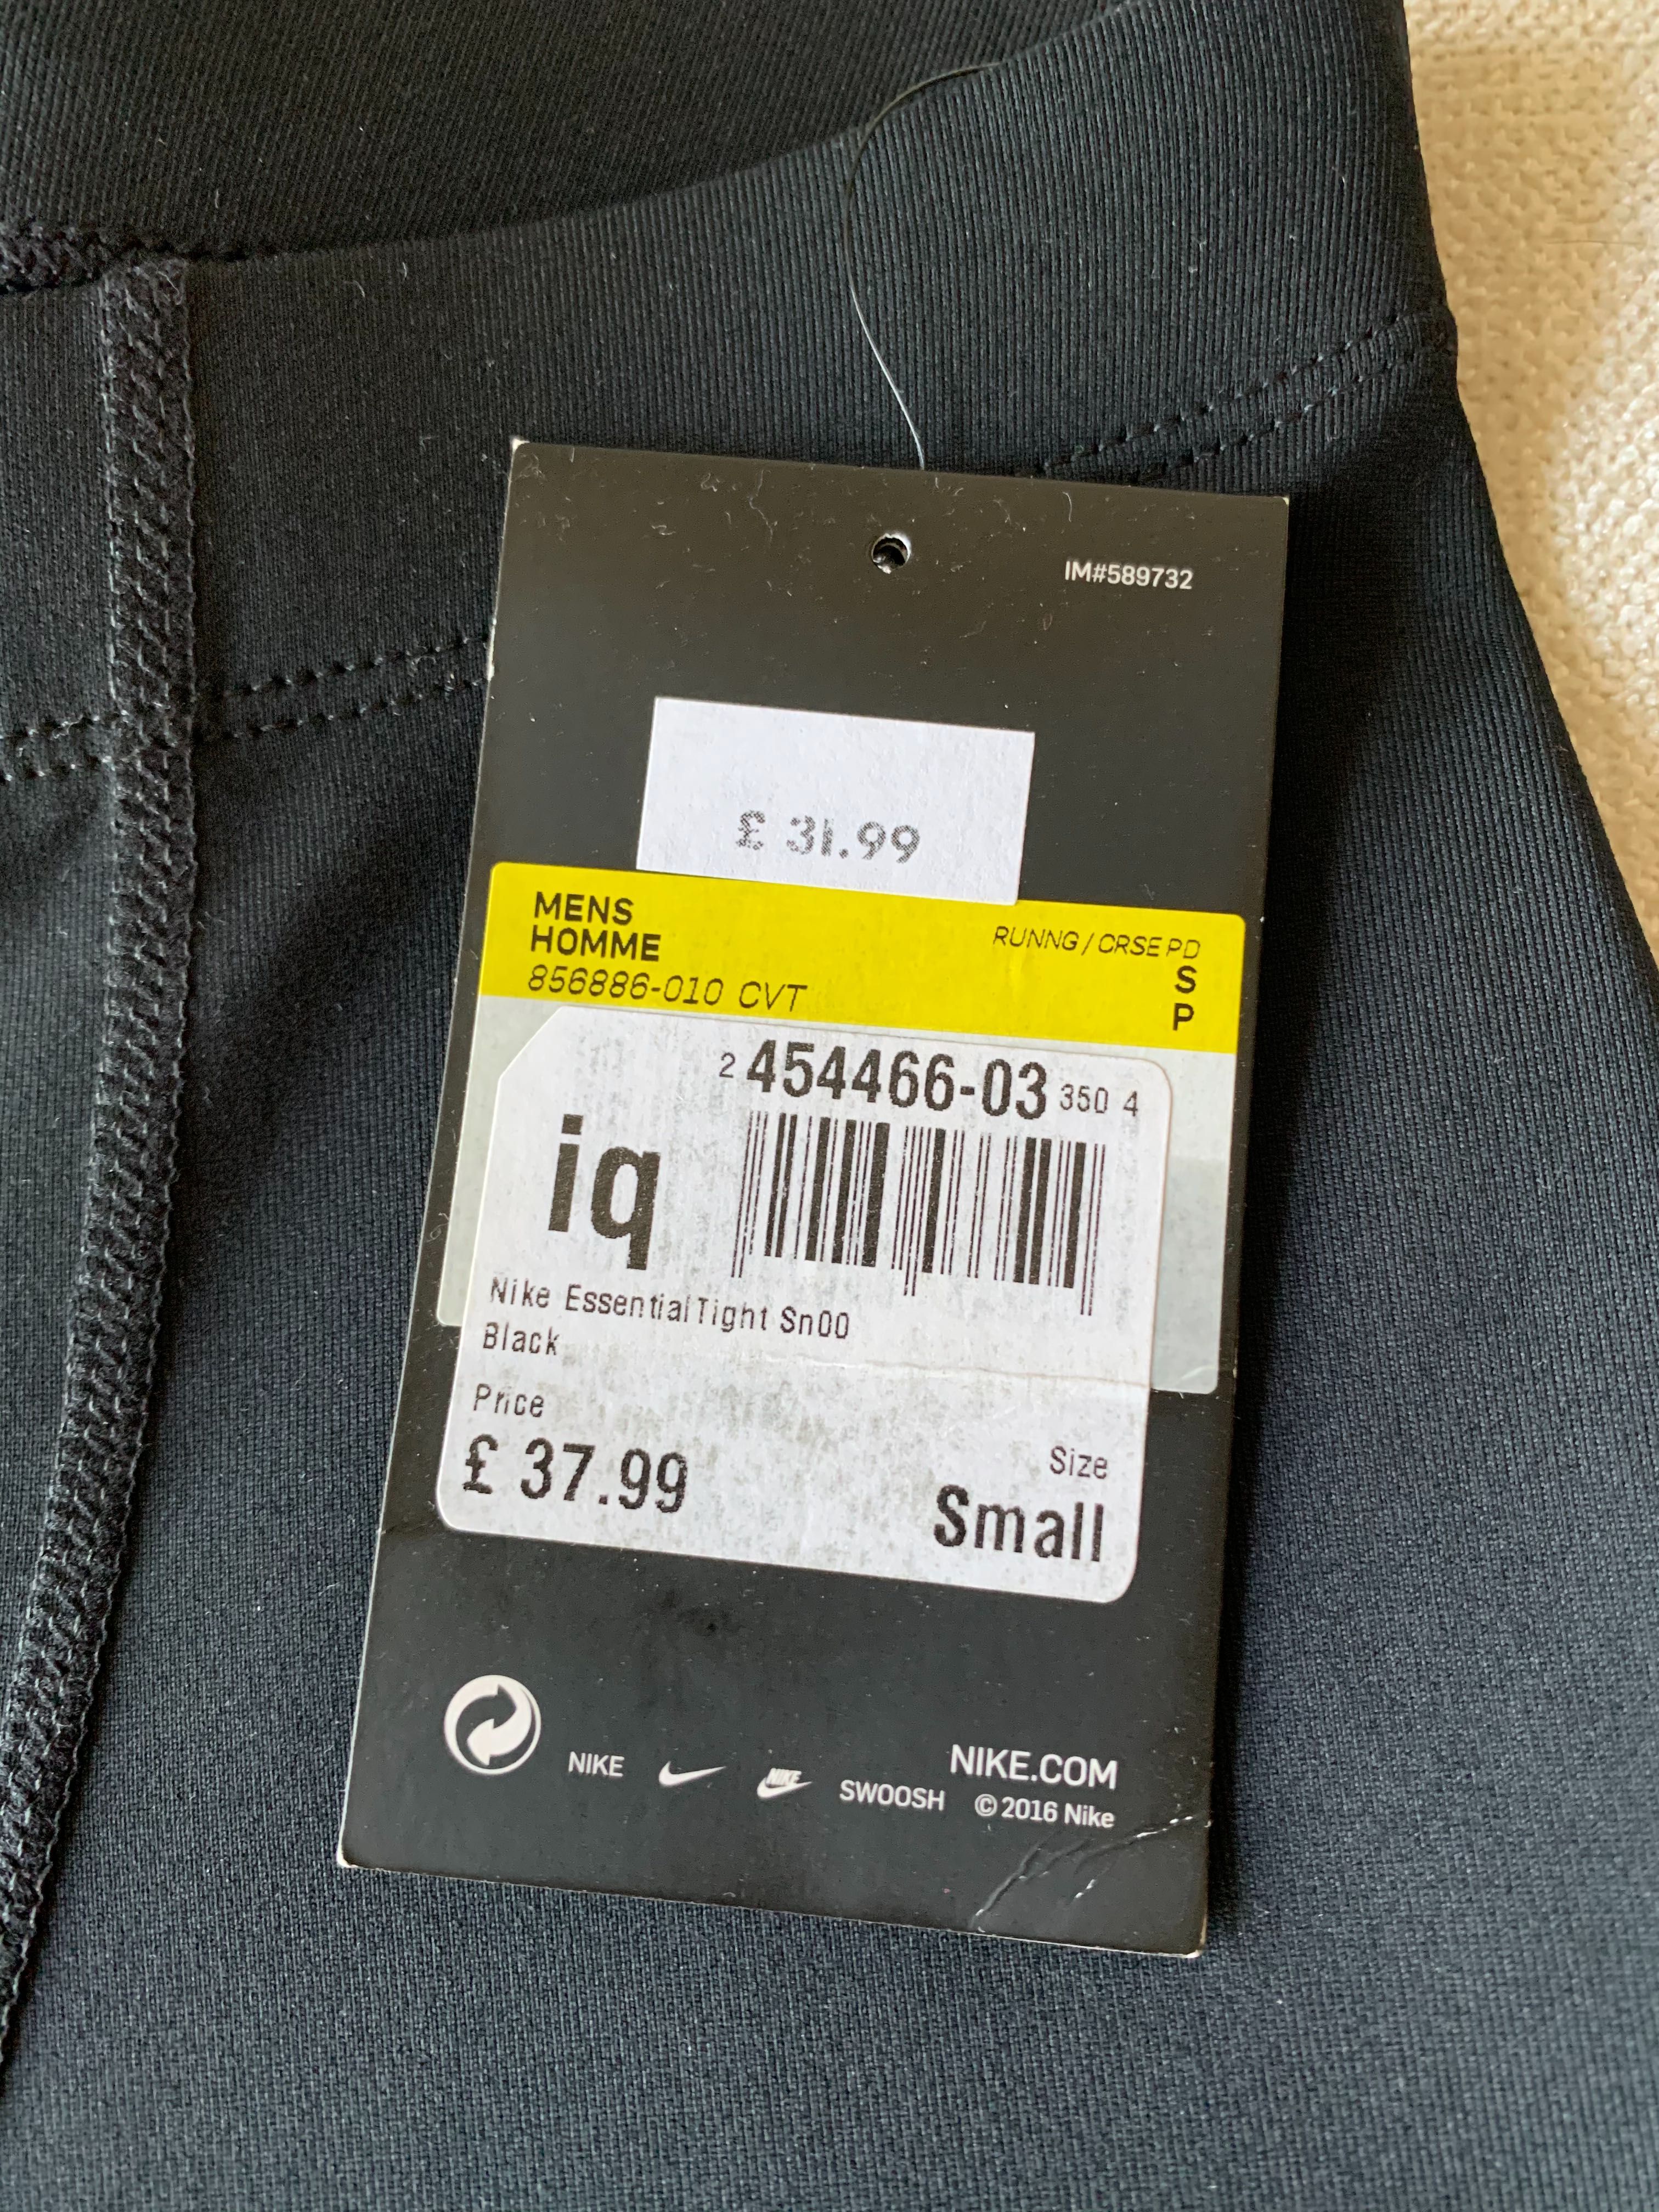 IM#589732
£ 31.99
MENS
HOMME
RUNNG / CRSE PD
856886-010 CVT
S
P
2 454466-03 350 4
iq
Nike Essential Tight Sn00
Black
Price
£ 37.99
Size
Small
NIKE
NIKE
SWOOSH
NIKE.COM
© 2016 Nike